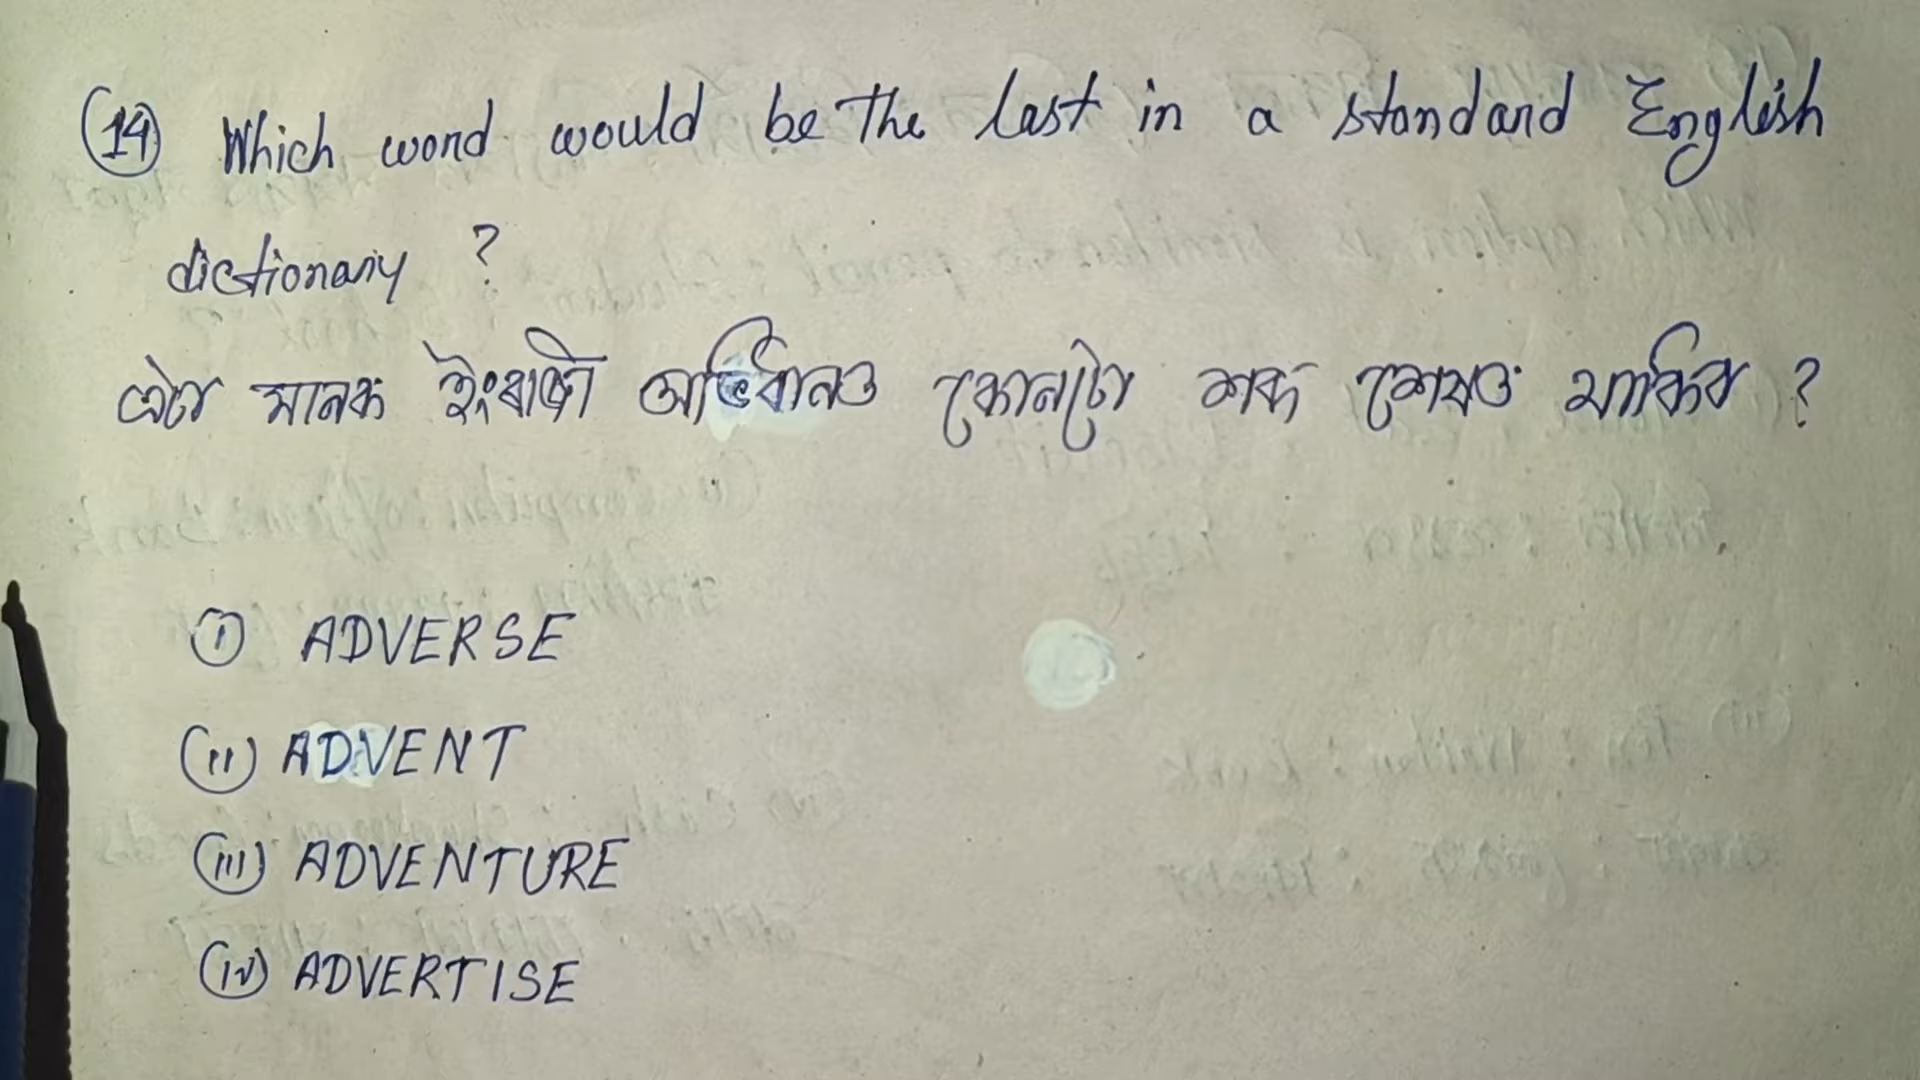 (14) Which word would be the last in a standard English
dictionary ?
এটা মানক ইংৰাজী অভিধানত কোনটো শব্দ শেষত থাকিব ?
(i) ADVERSE
(ii) ADVENT
(iii) ADVENTURE
(iv) ADVERTISE